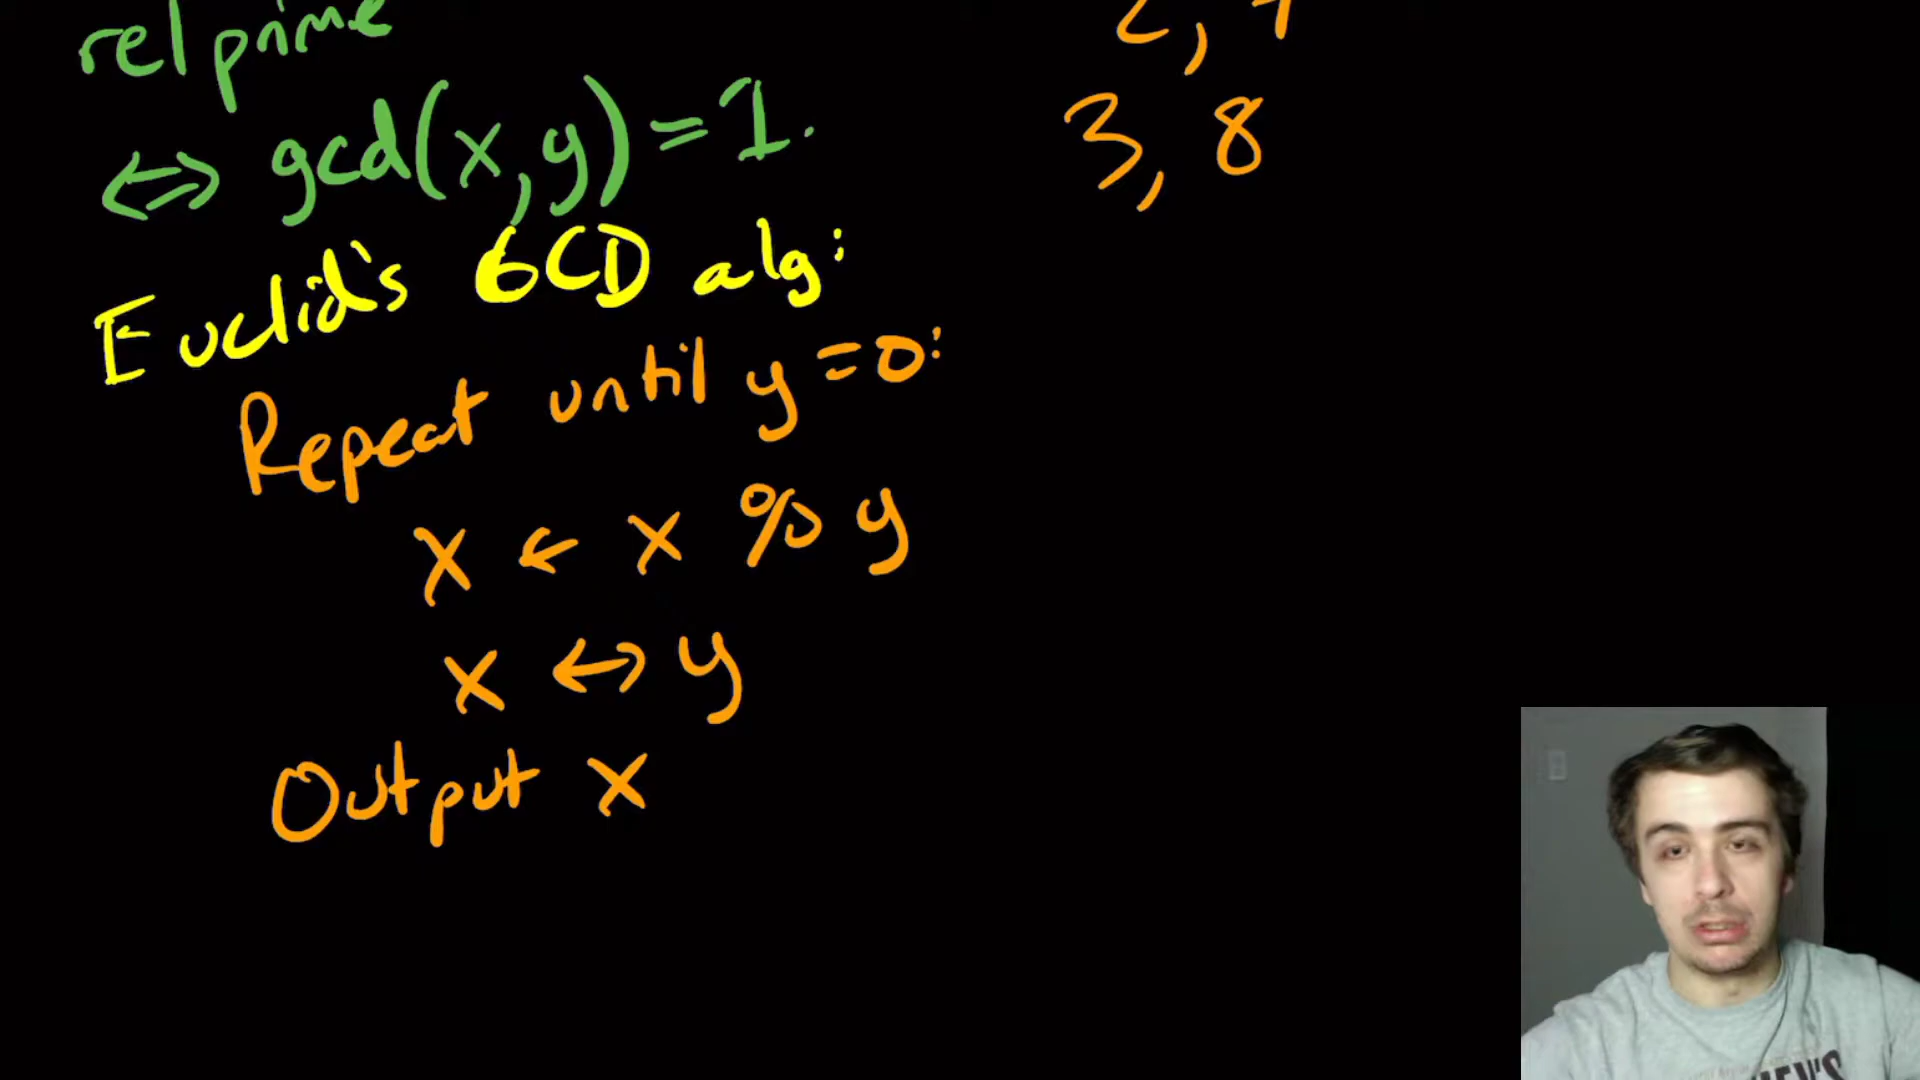 rel prime
⟺ gcd(x,y)=1.
3, 8
Euclid's GCD alg:
Repeat until y=0:
x ← x % y
x ↔ y
Output x